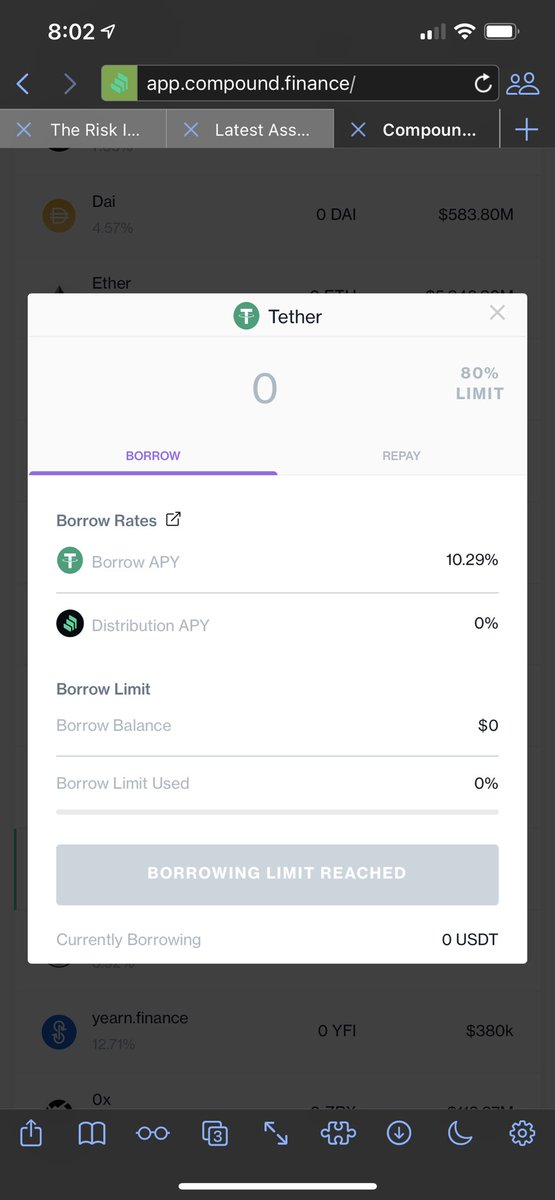 8:02
app.compound.finance/
The Risk I...
Latest Ass...
Compoun...
Dai
0 DAI
$583.80M
4.57%
Ether
Tether
0
80%
LIMIT
BORROW
REPAY
Borrow Rates
Borrow APY
10.29%
Distribution APY
0%
Borrow Limit
Borrow Balance
$0
Borrow Limit Used
0%
BORROWING LIMIT REACHED
Currently Borrowing
0 USDT
yearn.finance
0 YFI
$380k
12.71%
0x
3